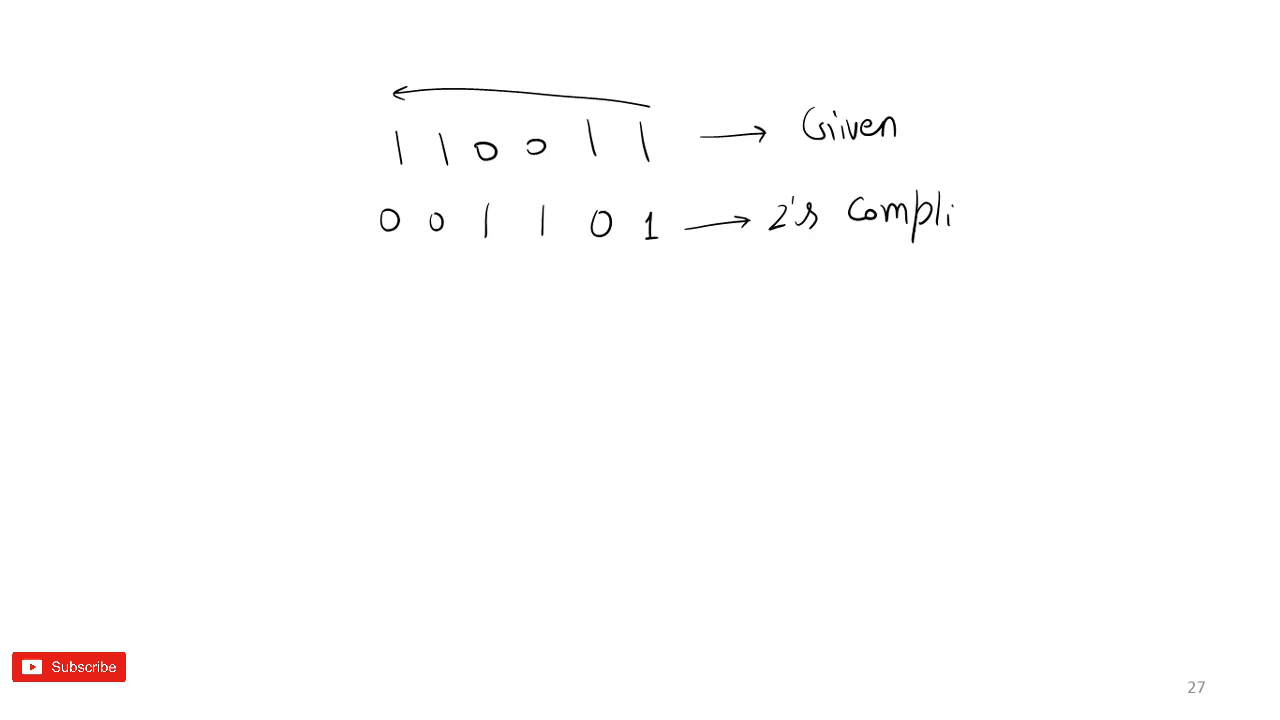 1 1 0 0 1 1 → Given
0 0 1 1 0 1 → 2's Compli
Subscribe
27